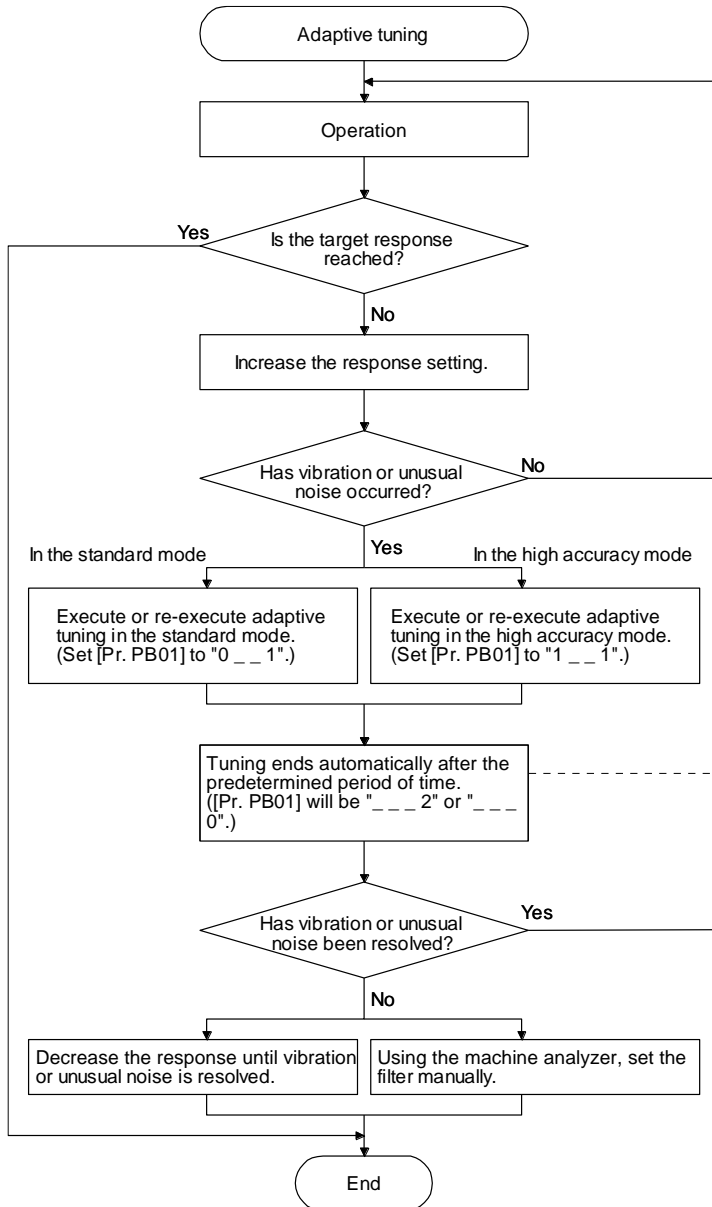 Adaptive tuning
Operation
Yes
Is the target response
reached?
No
Increase the response setting.
Has vibration or unusual
noise occurred?
No
Yes
In the standard mode
In the high accuracy mode
Execute or re-execute adaptive
tuning in the standard mode.
(Set [Pr. PB01] to "0 _ _ 1".)
Execute or re-execute adaptive
tuning in the high accuracy mode.
(Set [Pr. PB01] to "1 _ _ 1".)
Tuning ends automatically after the
predetermined period of time.
([Pr. PB01] will be "_ _ _ 2" or "_ _ _
0".)
Has vibration or unusual
noise been resolved?
Yes
No
Decrease the response until vibration
or unusual noise is resolved.
Using the machine analyzer, set the
filter manually.
End